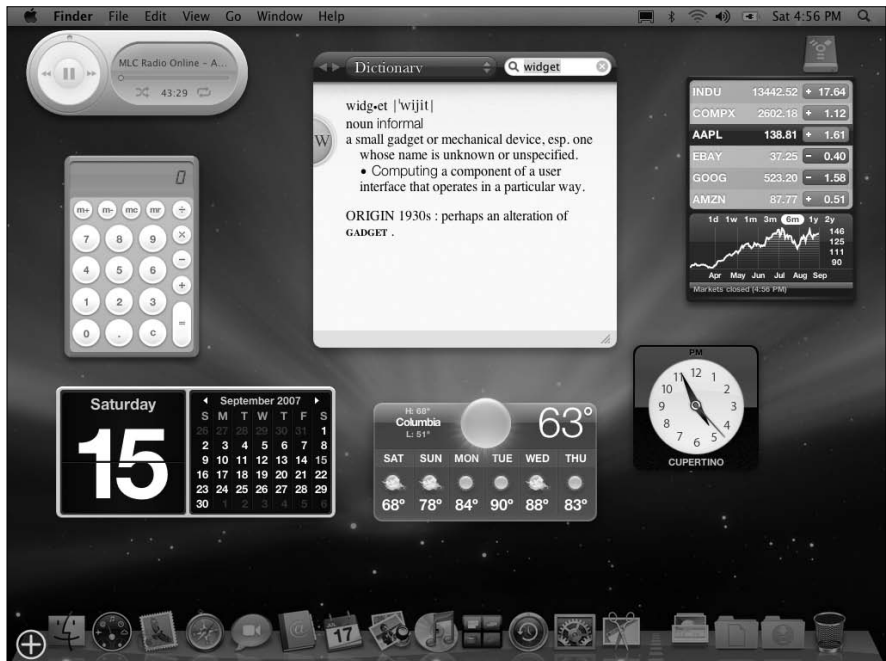 Finder File Edit View Go Window Help Sat 4:56 PM
MLC Radio Online – A...
43:29
Dictionary widget
widg•et |ˈwijit|
noun informal
a small gadget or mechanical device, esp. one
whose name is unknown or unspecified.
• Computing a component of a user
interface that operates in a particular way.
ORIGIN 1930s : perhaps an alteration of
GADGET .
W
INDU 13442.52 + 17.64
COMPX 2602.18 + 1.12
AAPL 138.81 + 1.61
EBAY 37.25 - 0.40
GOOG 523.20 - 1.58
AMZN 87.77 + 0.51
1d 1w 1m 3m 6m 1y 2y
146
125
111
90
Apr May Jun Jul Aug Sep
Markets closed (4:56 PM)
0
m+ m- mc mr ÷
7 8 9 ×
4 5 6 −
+
1 2 3
0 . c =
Saturday
15
September 2007
S M T W T F S
26 27 28 29 30 31 1
2 3 4 5 6 7 8
9 10 11 12 13 14 15
16 17 18 19 20 21 22
23 24 25 26 27 28 29
30 1 2 3 4 5 6
H: 68°
Columbia
L: 51°
63°
SAT SUN MON TUE WED THU
68° 78° 84° 90° 88° 83°
PM
12
11 1
10 2
9 3
8 4
7 5
6
CUPERTINO
17